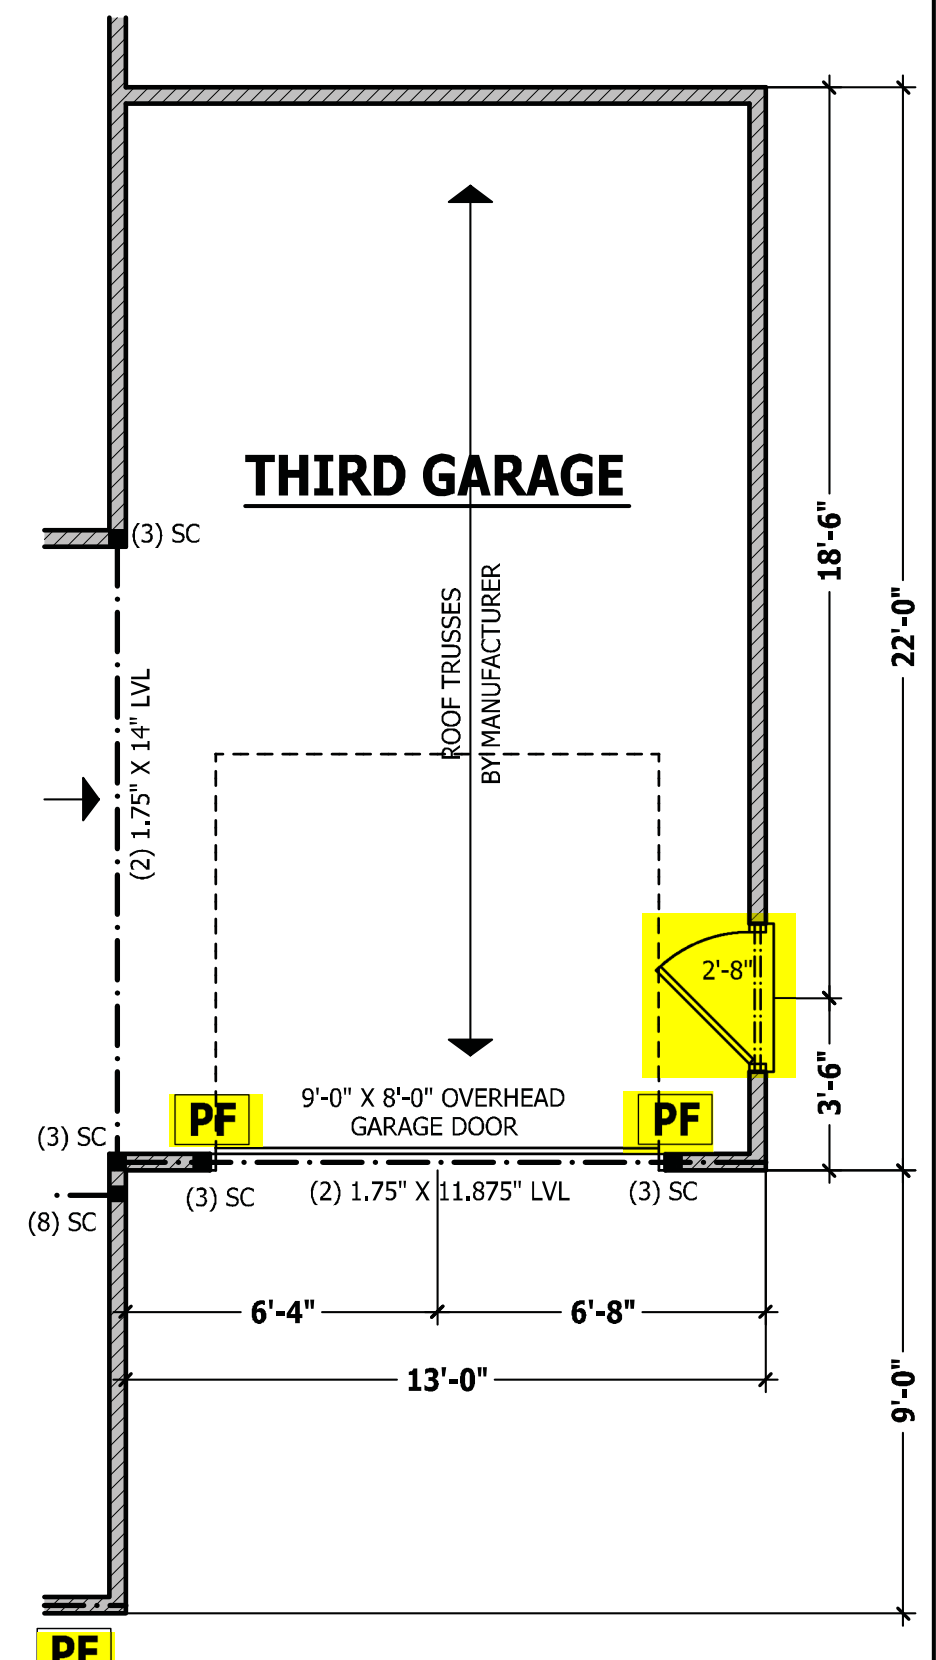 THIRD GARAGE
(3) SC
18'-6"
22'-0"
ROOF TRUSSES
BY MANUFACTURER
(2) 1.75" X 14" LVL
2'-8"
3'-6"
9'-0" X 8'-0" OVERHEAD
GARAGE DOOR
PF
PF
(3) SC
(3) SC
(2) 1.75" X 11.875" LVL
(3) SC
(8) SC
6'-4"
6'-8"
13'-0"
9'-0"
PF